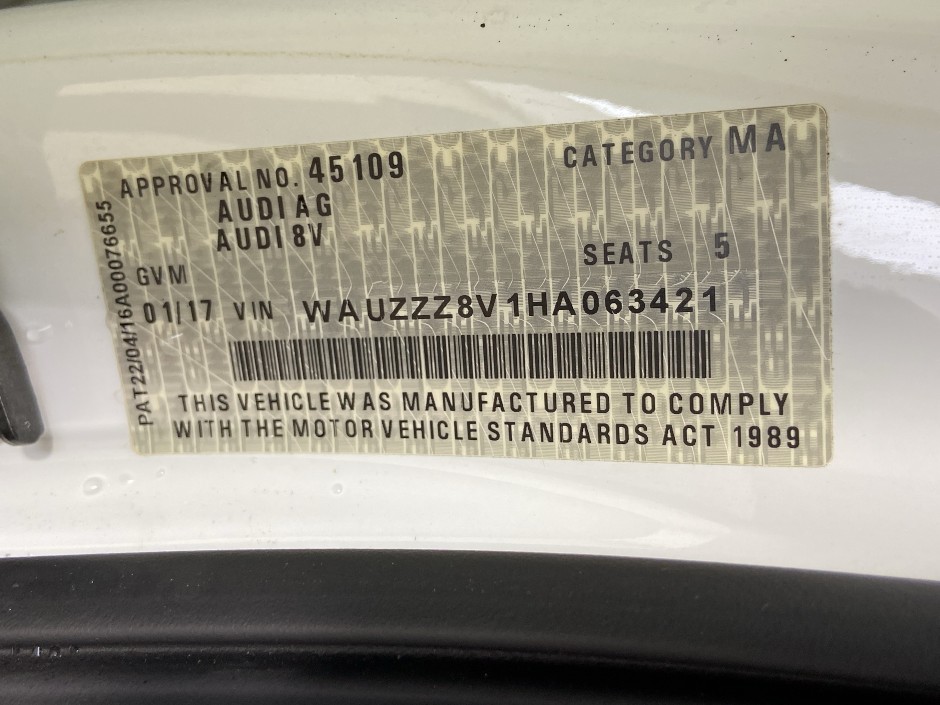 APPROVAL NO. 45109
CATEGORY MA
AUDI AG
AUDI 8V
SEATS 5
GVM
01/17 VIN WAUZZZ8V1HA063421
THIS VEHICLE WAS MANUFACTURED TO COMPLY
WITH THE MOTOR VEHICLE STANDARDS ACT 1989
PAT22/04/16A00076655